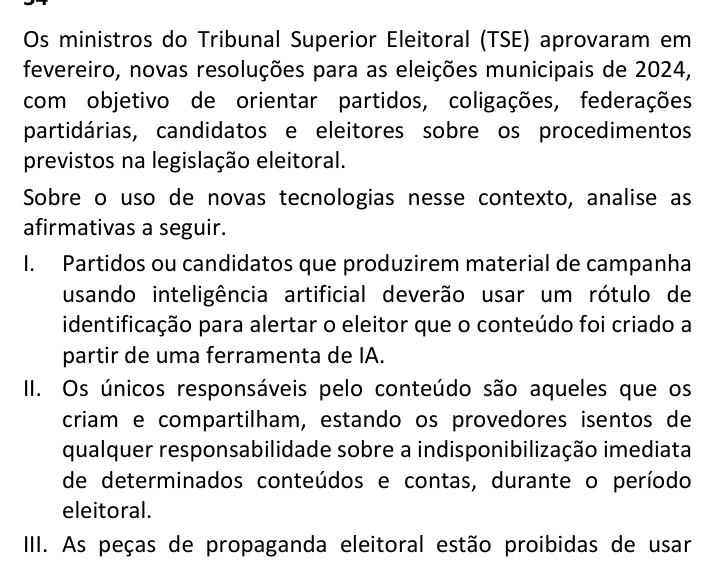 34
Os ministros do Tribunal Superior Eleitoral (TSE) aprovaram em
fevereiro, novas resoluções para as eleições municipais de 2024,
com objetivo de orientar partidos, coligações, federações
partidárias, candidatos e eleitores sobre os procedimentos
previstos na legislação eleitoral.
Sobre o uso de novas tecnologias nesse contexto, analise as
afirmativas a seguir.
I. Partidos ou candidatos que produzirem material de campanha
usando inteligência artificial deverão usar um rótulo de
identificação para alertar o eleitor que o conteúdo foi criado a
partir de uma ferramenta de IA.
II. Os únicos responsáveis pelo conteúdo são aqueles que os
criam e compartilham, estando os provedores isentos de
qualquer responsabilidade sobre a indisponibilização imediata
de determinados conteúdos e contas, durante o período
eleitoral.
III. As peças de propaganda eleitoral estão proibidas de usar